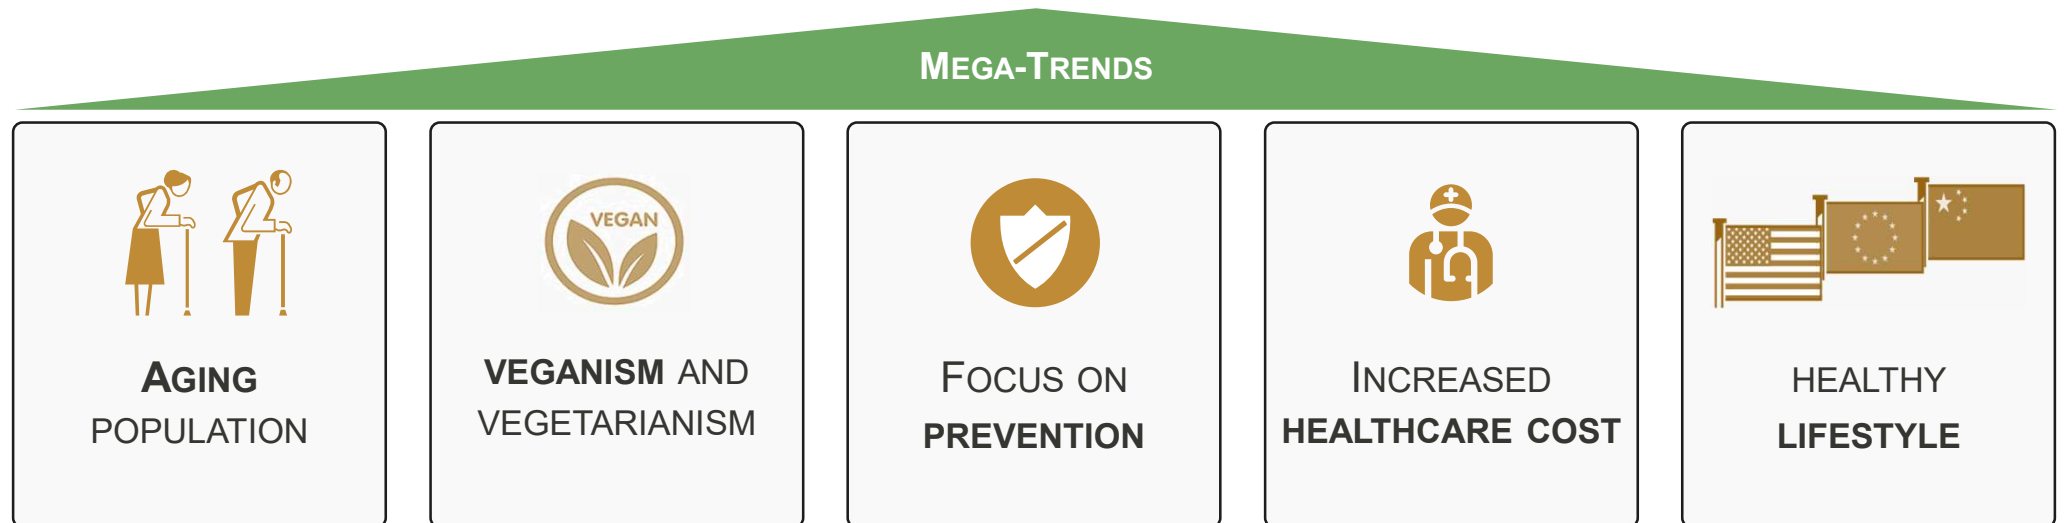 MEGA-TRENDS
VEGAN
AGING
POPULATION
VEGANISM AND
VEGETARIANISM
FOCUS ON
PREVENTION
INCREASED
HEALTHCARE COST
HEALTHY
LIFESTYLE